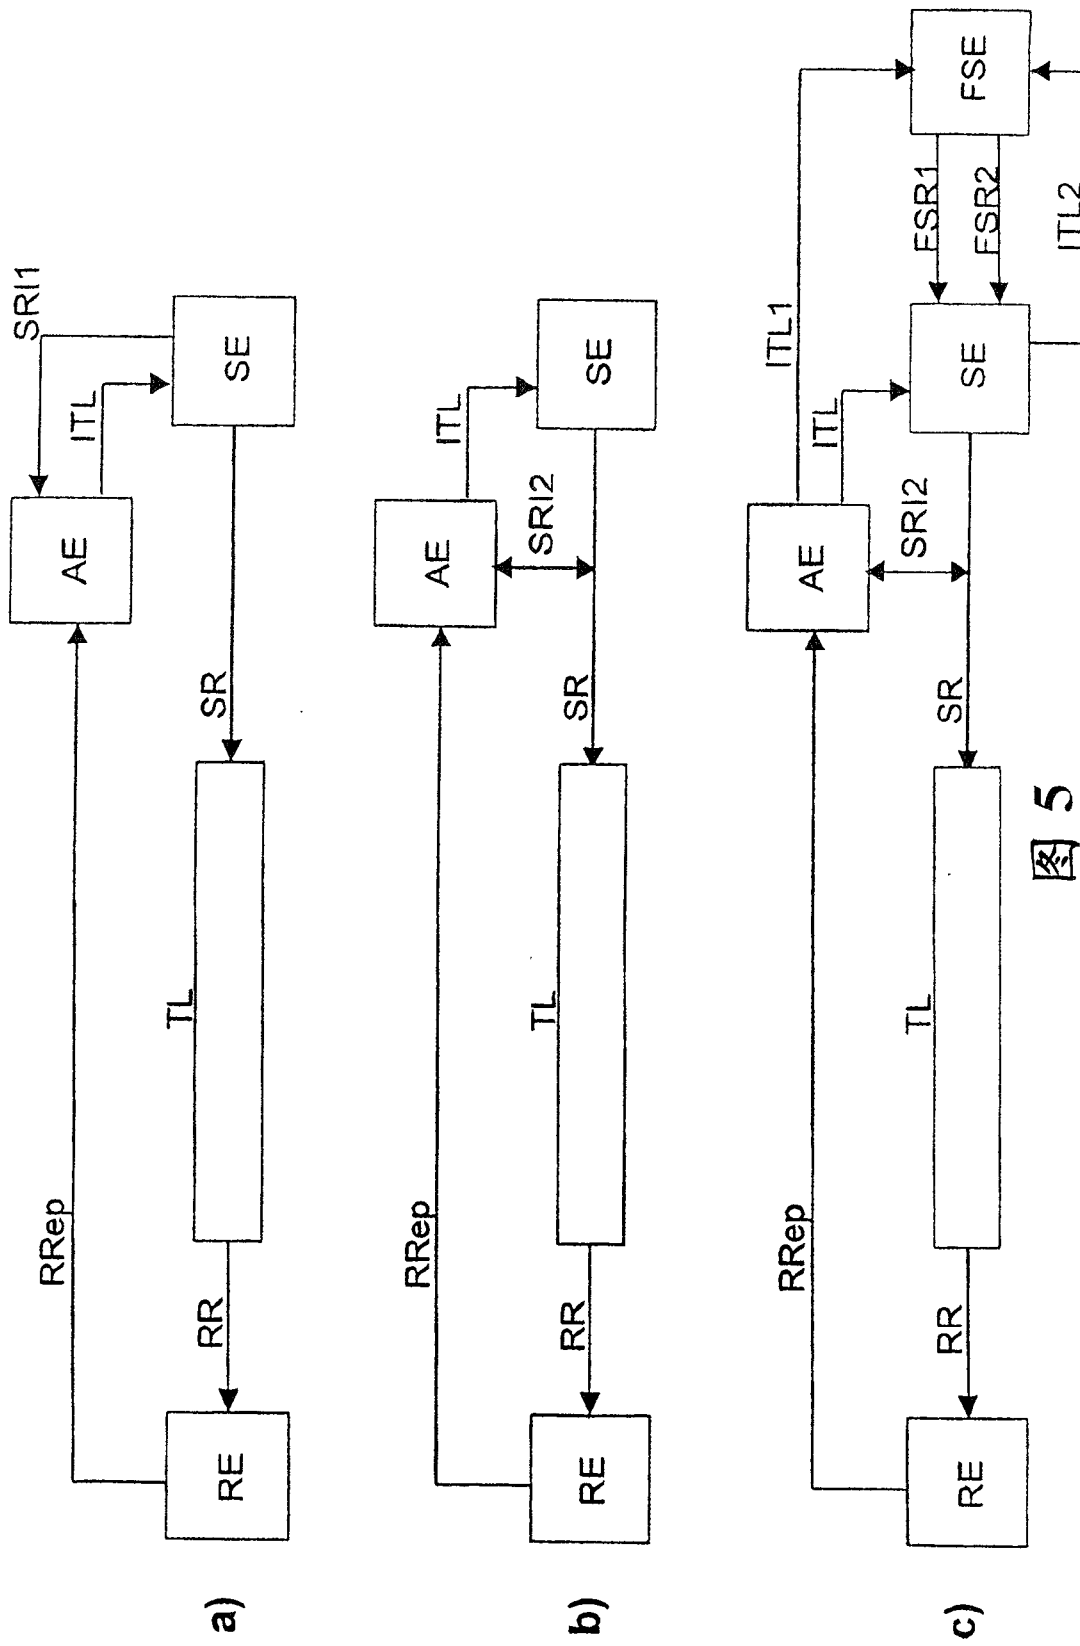 a)
RE
RRep
RR
TL
SR
AE
SRI1
ITL
SE
b)
RE
RRep
RR
TL
SR
AE
SRI2
ITL
SE
c)
RE
RRep
RR
TL
SR
AE
SRI2
ITL
ITL1
SE
FSR1
FSR2
FSE
ITL2
图 5